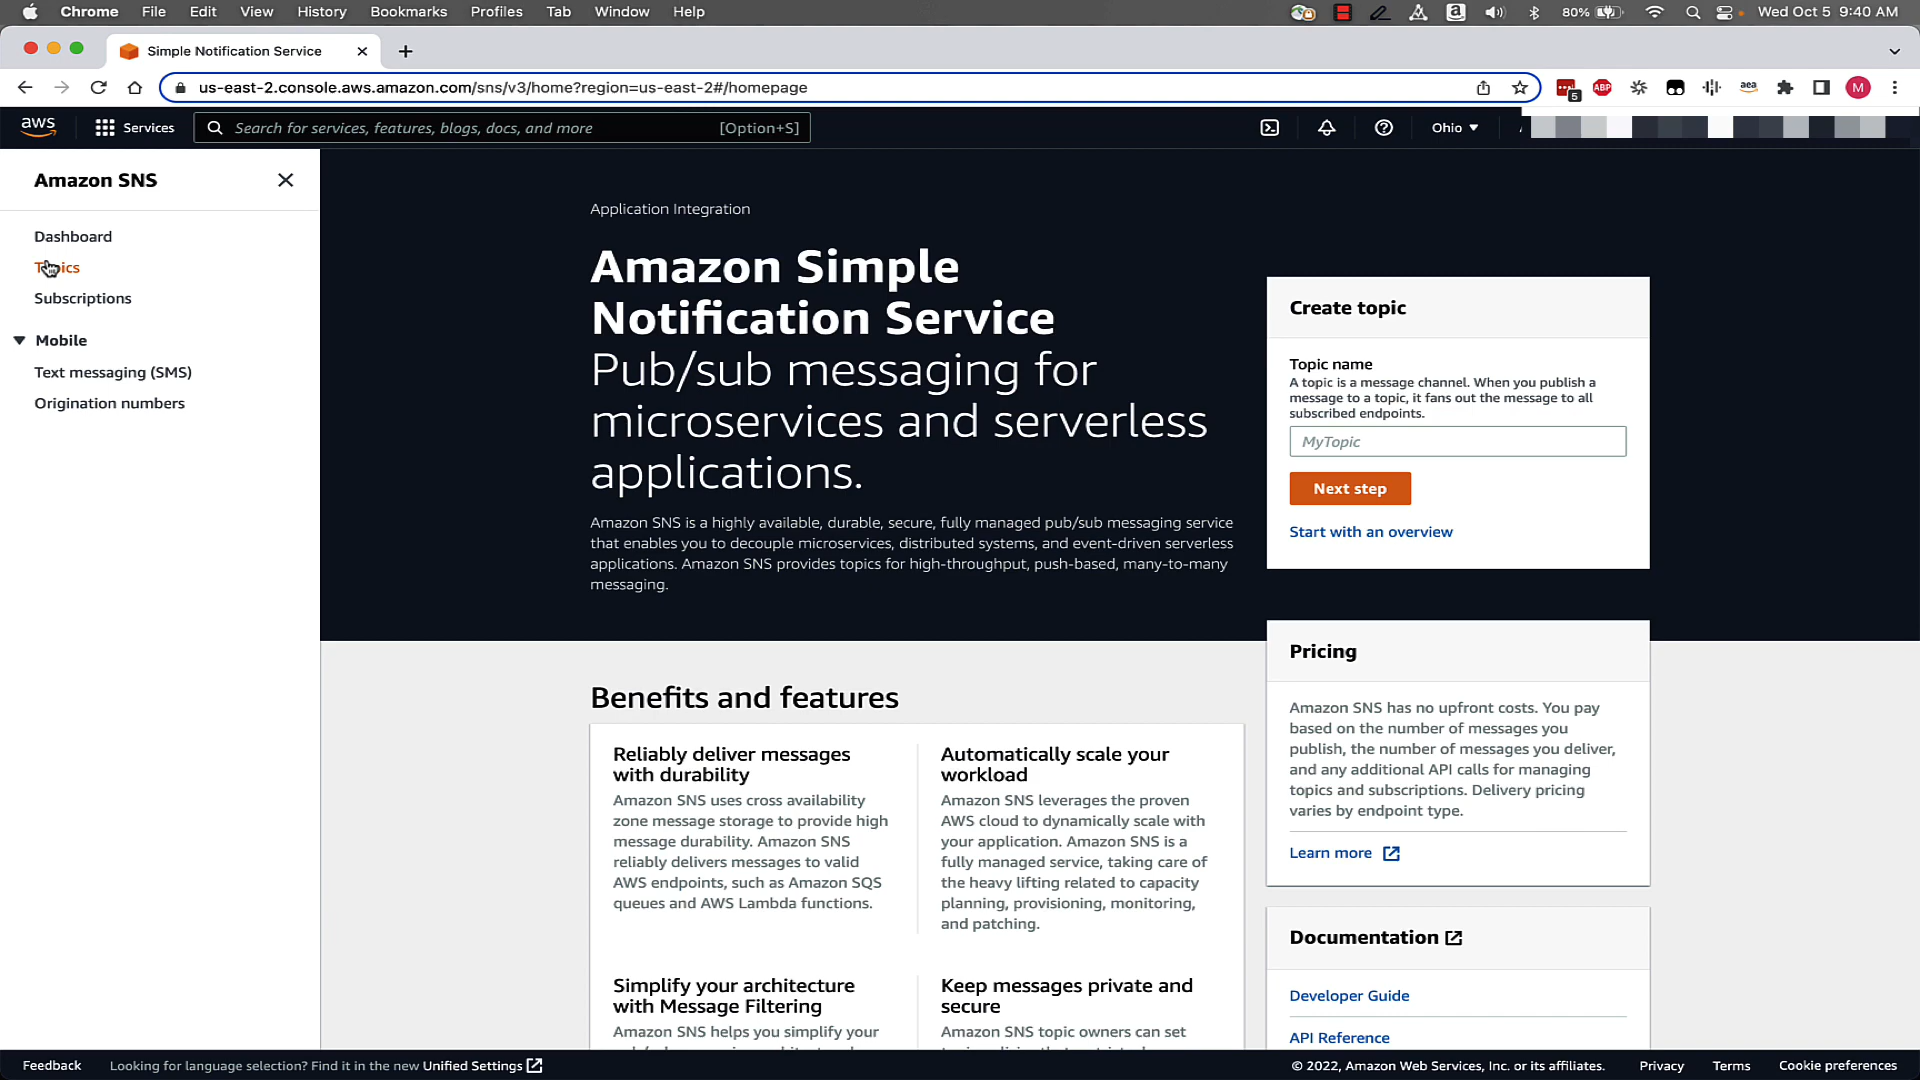 Chrome File Edit View History Bookmarks Profiles Tab Window Help
80% Wed Oct 5 9:40 AM
Simple Notification Service
us-east-2.console.aws.amazon.com/sns/v3/home?region=us-east-2#/homepage
5 ABP aea M
aws Services Search for services, features, blogs, docs, and more [Option+S] Ohio
Amazon SNS
Dashboard
Topics
Subscriptions
Mobile
Text messaging (SMS)
Origination numbers
Application Integration
Amazon Simple
Notification Service
Pub/sub messaging for
microservices and serverless
applications.
Amazon SNS is a highly available, durable, secure, fully managed pub/sub messaging service
that enables you to decouple microservices, distributed systems, and event-driven serverless
applications. Amazon SNS provides topics for high-throughput, push-based, many-to-many
messaging.
Create topic
Topic name
A topic is a message channel. When you publish a
message to a topic, it fans out the message to all
subscribed endpoints.
MyTopic
Next step
Start with an overview
Pricing
Amazon SNS has no upfront costs. You pay
based on the number of messages you
publish, the number of messages you deliver,
and any additional API calls for managing
topics and subscriptions. Delivery pricing
varies by endpoint type.
Learn more
Documentation
Developer Guide
API Reference
Benefits and features
Reliably deliver messages
with durability
Amazon SNS uses cross availability
zone message storage to provide high
message durability. Amazon SNS
reliably delivers messages to valid
AWS endpoints, such as Amazon SQS
queues and AWS Lambda functions.
Automatically scale your
workload
Amazon SNS leverages the proven
AWS cloud to dynamically scale with
your application. Amazon SNS is a
fully managed service, taking care of
the heavy lifting related to capacity
planning, provisioning, monitoring,
and patching.
Simplify your architecture
with Message Filtering
Amazon SNS helps you simplify your
Keep messages private and
secure
Amazon SNS topic owners can set
Feedback Looking for language selection? Find it in the new Unified Settings
© 2022, Amazon Web Services, Inc. or its affiliates. Privacy Terms Cookie preferences